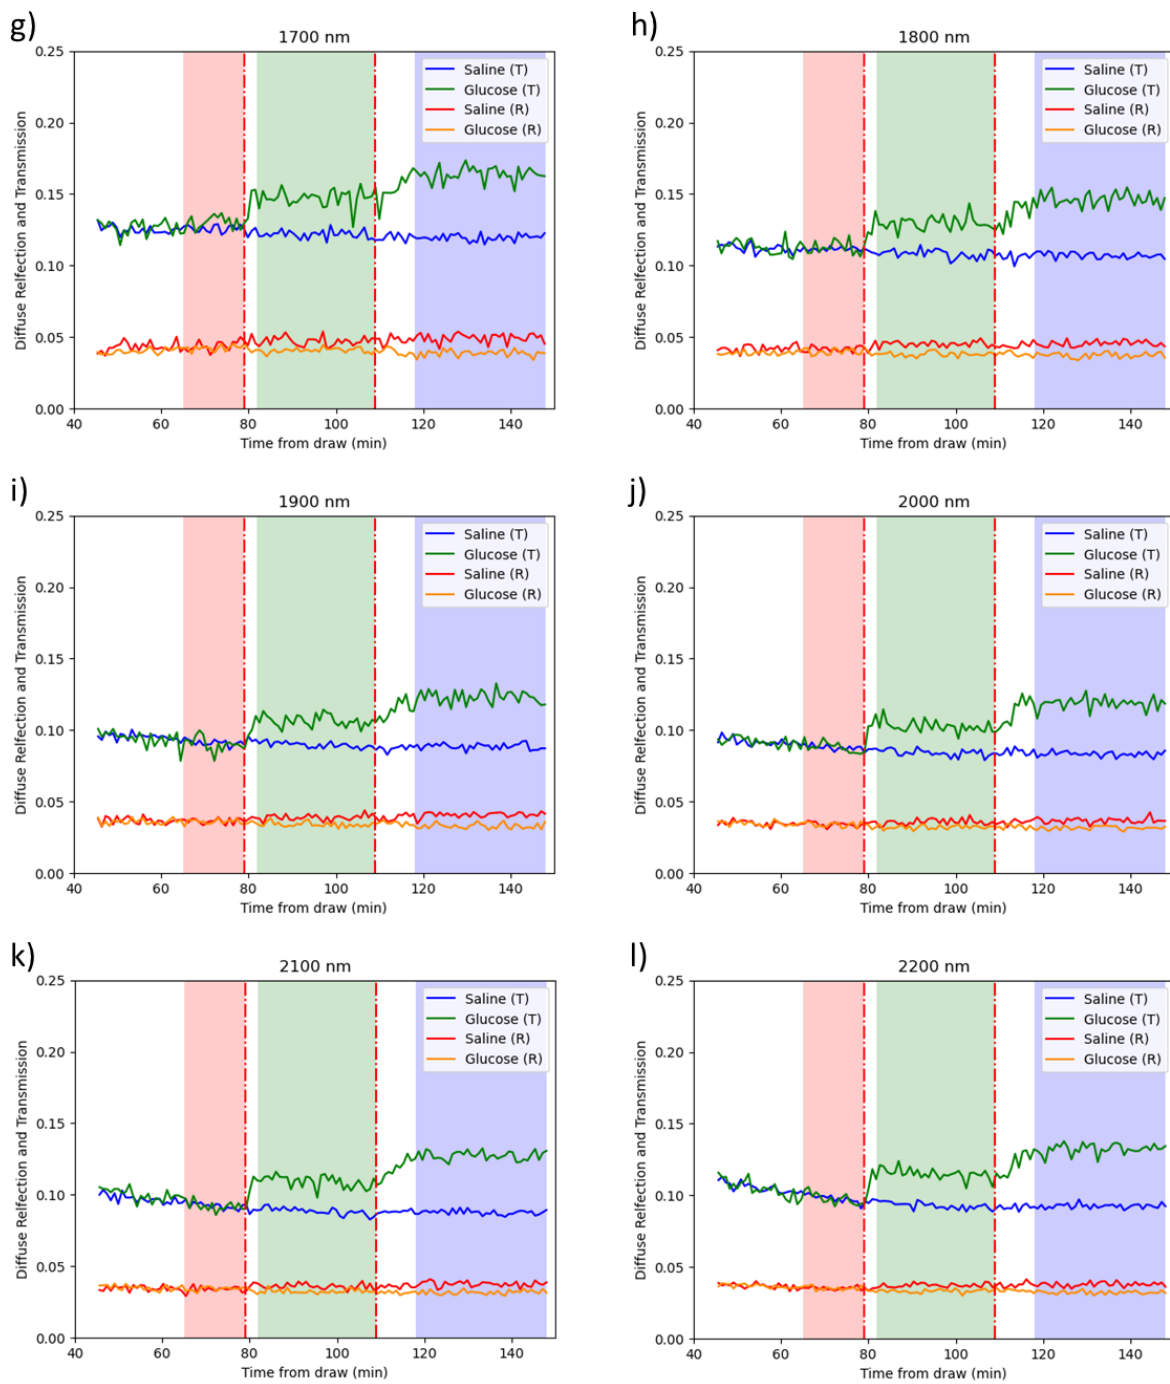 g)
1700 nm
Diffuse Relfection and Transmission
0.25
0.20
0.15
0.10
0.05
0.00
Saline (T)
Glucose (T)
Saline (R)
Glucose (R)
40 60 80 100 120 140
Time from draw (min)
h)
1800 nm
Diffuse Relfection and Transmission
0.25
0.20
0.15
0.10
0.05
0.00
Saline (T)
Glucose (T)
Saline (R)
Glucose (R)
40 60 80 100 120 140
Time from draw (min)
i)
1900 nm
Diffuse Relfection and Transmission
0.25
0.20
0.15
0.10
0.05
0.00
Saline (T)
Glucose (T)
Saline (R)
Glucose (R)
40 60 80 100 120 140
Time from draw (min)
j)
2000 nm
Diffuse Relfection and Transmission
0.25
0.20
0.15
0.10
0.05
0.00
Saline (T)
Glucose (T)
Saline (R)
Glucose (R)
40 60 80 100 120 140
Time from draw (min)
k)
2100 nm
Diffuse Relfection and Transmission
0.25
0.20
0.15
0.10
0.05
0.00
Saline (T)
Glucose (T)
Saline (R)
Glucose (R)
40 60 80 100 120 140
Time from draw (min)
l)
2200 nm
Diffuse Relfection and Transmission
0.25
0.20
0.15
0.10
0.05
0.00
Saline (T)
Glucose (T)
Saline (R)
Glucose (R)
40 60 80 100 120 140
Time from draw (min)